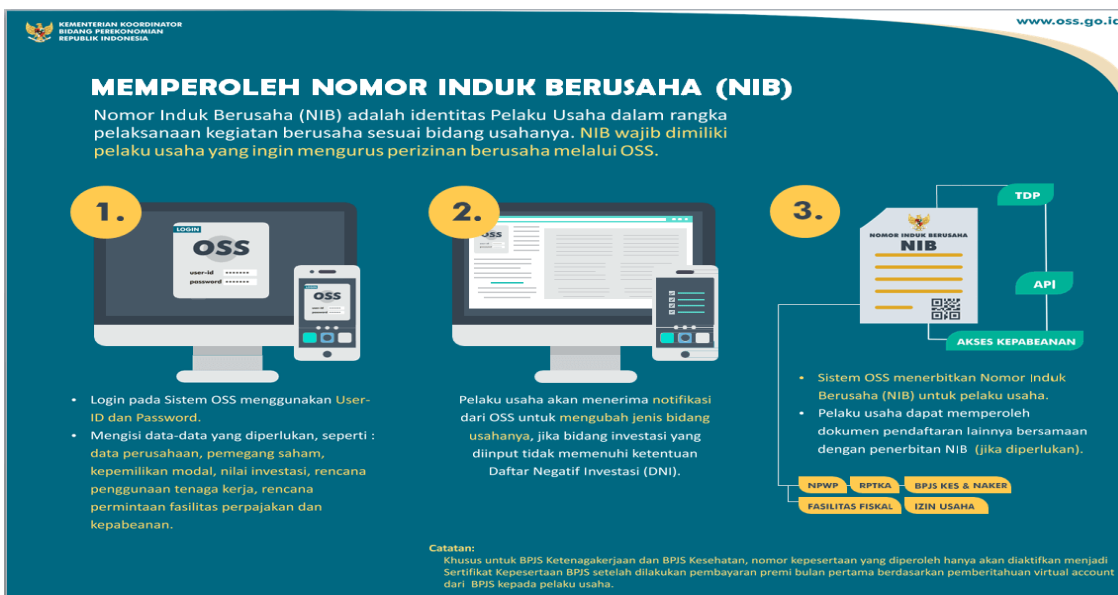 KEMENTERIAN KOORDINATOR
BIDANG PEREKONOMIAN
REPUBLIK INDONESIA
www.oss.go.id
MEMPEROLEH NOMOR INDUK BERUSAHA (NIB)
Nomor Induk Berusaha (NIB) adalah identitas Pelaku Usaha dalam rangka
pelaksanaan kegiatan berusaha sesuai bidang usahanya. NIB wajib dimiliki
pelaku usaha yang ingin mengurus perizinan berusaha melalui OSS.
1.
LOGIN
OSS
user-id
password
OSS
• Login pada Sistem OSS menggunakan User-
ID dan Password.
• Mengisi data-data yang diperlukan, seperti :
data perusahaan, pemegang saham,
kepemilikan modal, nilai investasi, rencana
penggunaan tenaga kerja, rencana
permintaan fasilitas perpajakan dan
kepabeanan.
2.
OSS
Pelaku usaha akan menerima notifikasi
dari OSS untuk mengubah jenis bidang
usahanya, jika bidang investasi yang
diinput tidak memenuhi ketentuan
Daftar Negatif Investasi (DNI).
3.
NOMOR INDUK BERUSAHA
NIB
TDP
API
AKSES KEPABEANAN
• Sistem OSS menerbitkan Nomor Induk
Berusaha (NIB) untuk pelaku usaha.
• Pelaku usaha dapat memperoleh
dokumen pendaftaran lainnya bersamaan
dengan penerbitan NIB (jika diperlukan).
NPWP RPTKA BPJS KES & NAKER
FASILITAS FISKAL IZIN USAHA
Catatan:
Khusus untuk BPJS Ketenagakerjaan dan BPJS Kesehatan, nomor kepesertaan yang diperoleh hanya akan diaktifkan menjadi
Sertifikat Kepesertaan BPJS setelah dilakukan pembayaran premi bulan pertama berdasarkan pemberitahuan virtual account
dari BPJS kepada pelaku usaha.